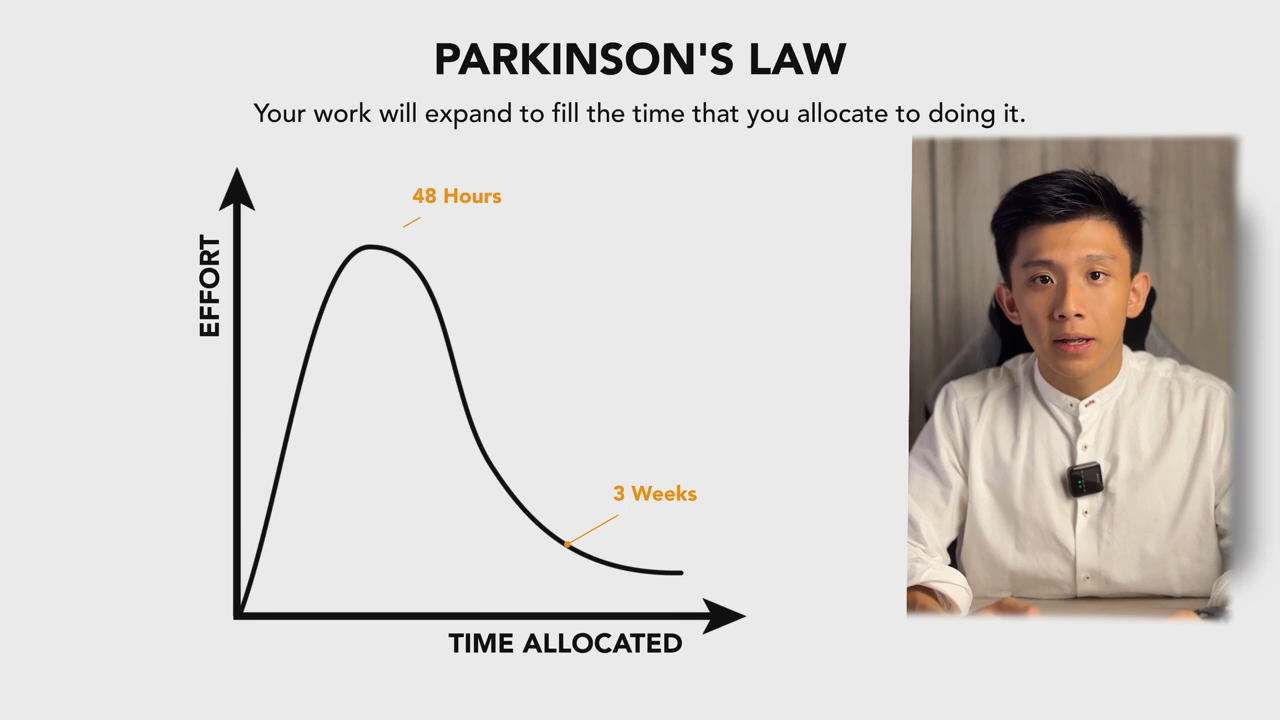 PARKINSON'S LAW
Your work will expand to fill the time that you allocate to doing it.
48 Hours
EFFORT
3 Weeks
TIME ALLOCATED